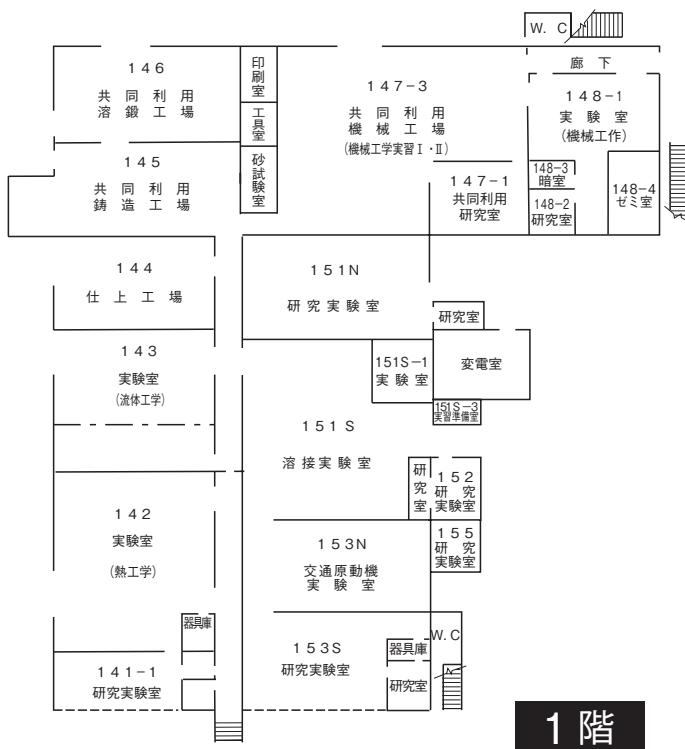 W. C
廊 下
146
共 同 利 用
溶 鍛 工 場
印刷室
工具室
砂試験室
147-3
共 同 利 用
機 械 工 場
(機械工学実習Ⅰ・Ⅱ)
148-1
実 験 室
(機械工作)
145
共 同 利 用
鋳 造 工 場
147-1
共同利用
研究室
148-3
暗室
148-2
研究室
148-4
ゼミ室
144
仕 上 工 場
151N
研 究 実 験 室
研究室
143
実験室
(流体工学)
151S-1
実 験 室
変電室
151S-3
実習準備室
151S
溶 接 実 験 室
研究室
152
研 究
実験室
142
実験室
(熱工学)
153N
交通原動機
実 験 室
155
研 究
実験室
器具庫
W.C
141-1
研究実験室
153S
研究実験室
器具庫
研究室
1階